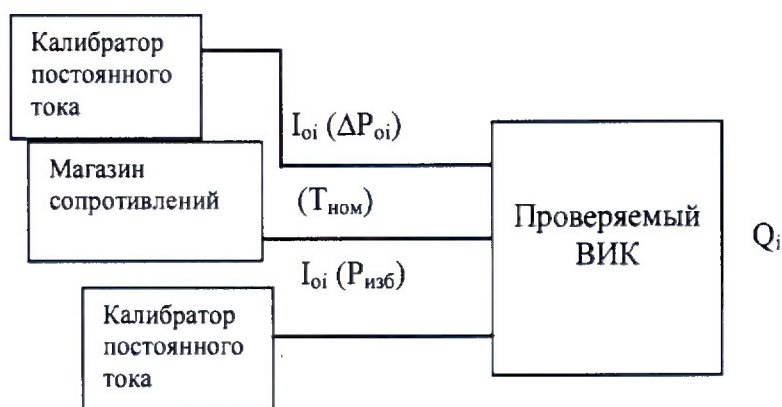 Калибратор
постоянного
тока
I₀ᵢ (ΔP₀ᵢ)
Магазин
сопротивлений
(Tном)
Проверяемый
ВИК
Qᵢ
I₀ᵢ (Pизб)
Калибратор
постоянного
тока